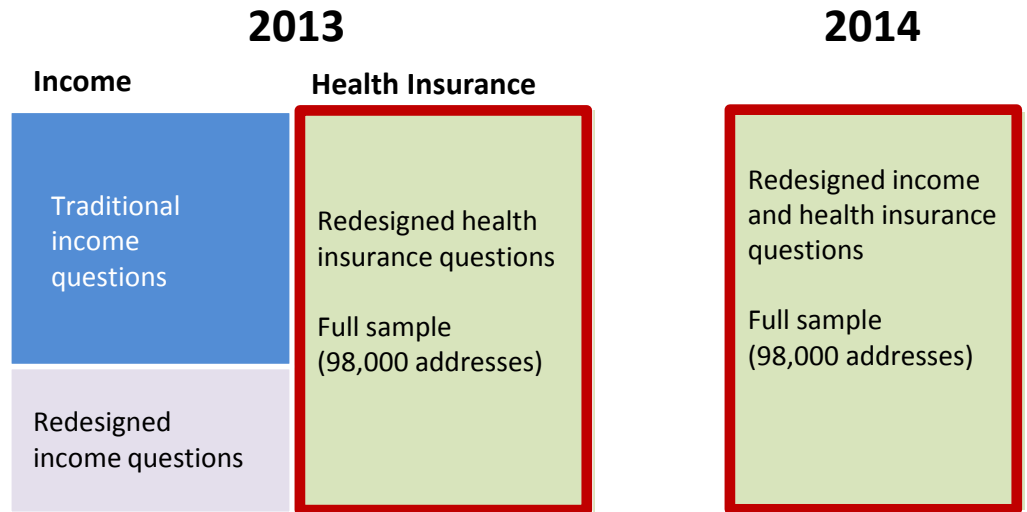 2013
Income
Health Insurance
Traditional
income
questions
Redesigned
income questions
Redesigned health
insurance questions
Full sample
(98,000 addresses)
2014
Redesigned income
and health insurance
questions
Full sample
(98,000 addresses)